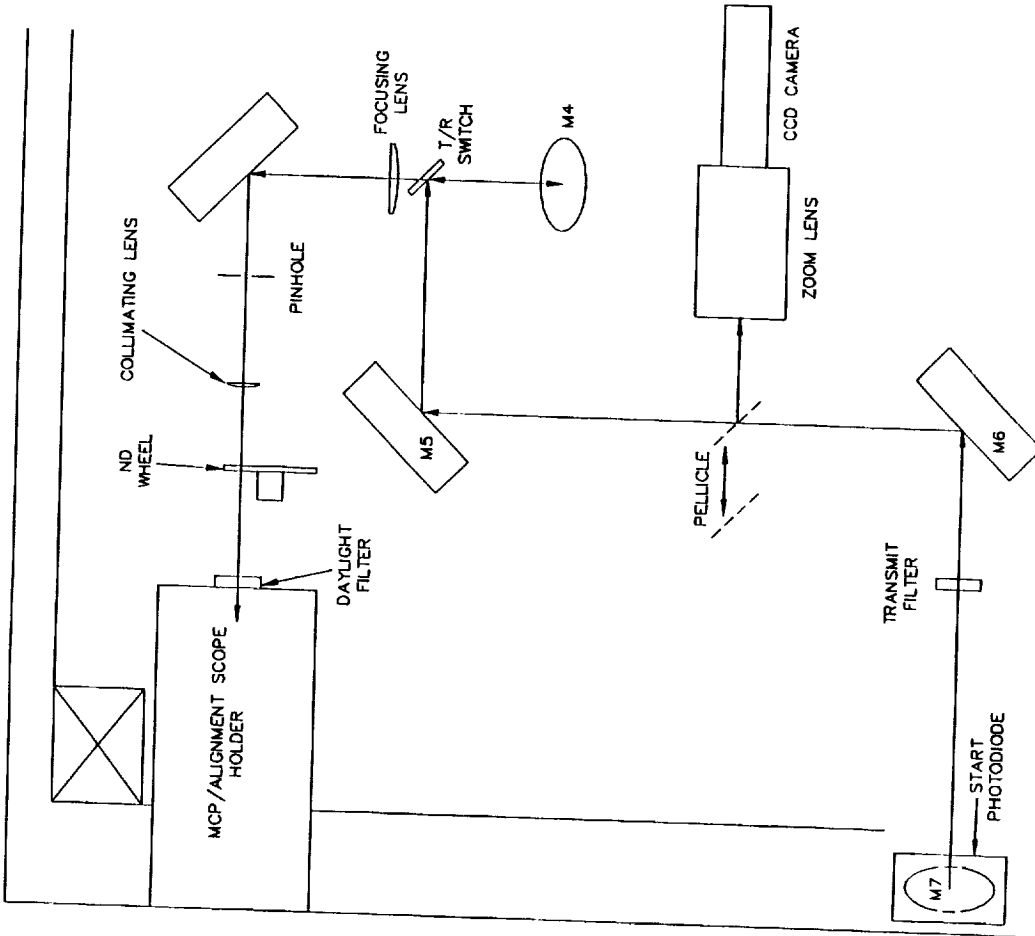 FOCUSING
LENS
T/R
SWITCH
M4
CCD CAMERA
ZOOM LENS
COLLIMATING LENS
PINHOLE
ND
WHEEL
M5
PELLICLE
M6
DAYLIGHT
FILTER
TRANSMIT
FILTER
MCP/ALIGNMENT SCOPE
HOLDER
START
PHOTODIODE
M7